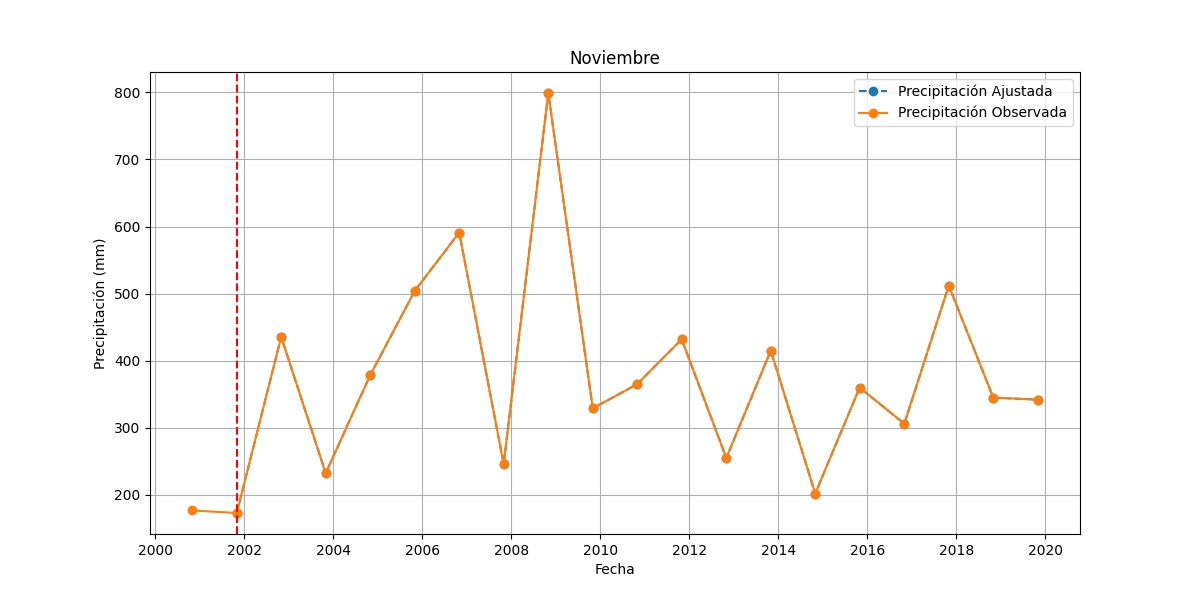 Noviembre
Precipitación Ajustada
Precipitación Observada
Precipitación (mm)
800
700
600
500
400
300
200
2000 2002 2004 2006 2008 2010 2012 2014 2016 2018 2020
Fecha